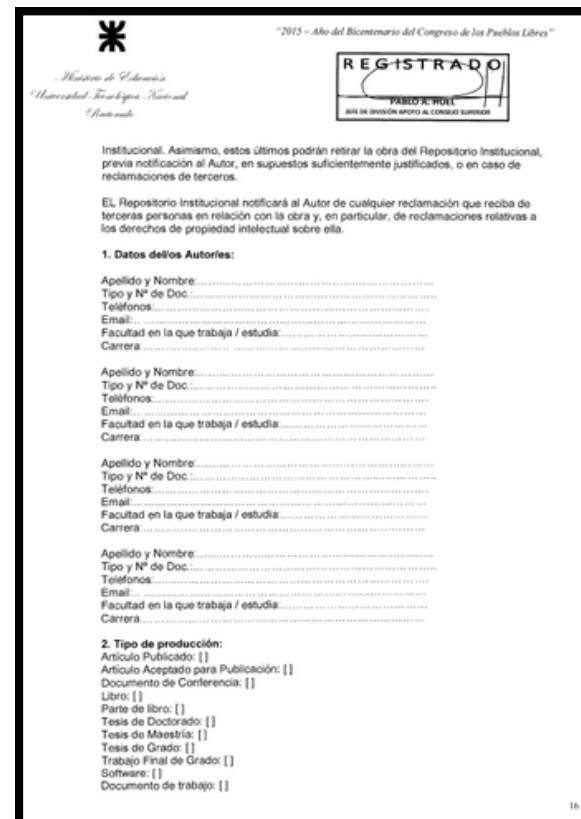 "2015 – Año del Bicentenario del Congreso de los Pueblos Libres"
REGISTRADO
PABLO A. HUEL
JEFE DE DIVISIÓN APOYO AL CONSEJO SUPERIOR
Ministerio de Educación
Universidad Tecnológica Nacional
Rectorado
Institucional. Asimismo, estos últimos podrán retirar la obra del Repositorio Institucional,
previa notificación al Autor, en supuestos suficientemente justificados, o en caso de
reclamaciones de terceros.
EL Repositorio Institucional notificará al Autor de cualquier reclamación que reciba de
terceras personas en relación con la obra y, en particular, de reclamaciones relativas a
los derechos de propiedad intelectual sobre ella.
1. Datos del/os Autor/es:
Apellido y Nombre:
Tipo y Nº de Doc.:
Teléfonos:
Email:
Facultad en la que trabaja / estudia:
Carrera
Apellido y Nombre:
Tipo y Nº de Doc.:
Teléfonos:
Email:
Facultad en la que trabaja / estudia:
Carrera:
Apellido y Nombre:
Tipo y Nº de Doc.:
Teléfonos:
Email:
Facultad en la que trabaja / estudia:
Carrera:
Apellido y Nombre:
Tipo y Nº de Doc.:
Teléfonos:
Email:
Facultad en la que trabaja / estudia:
Carrera
2. Tipo de producción:
Artículo Publicado: [ ]
Artículo Aceptado para Publicación: [ ]
Documento de Conferencia: [ ]
Libro: [ ]
Parte de libro: [ ]
Tesis de Doctorado: [ ]
Tesis de Maestría: [ ]
Tesis de Grado: [ ]
Trabajo Final de Grado: [ ]
Software: [ ]
Documento de trabajo: [ ]
16